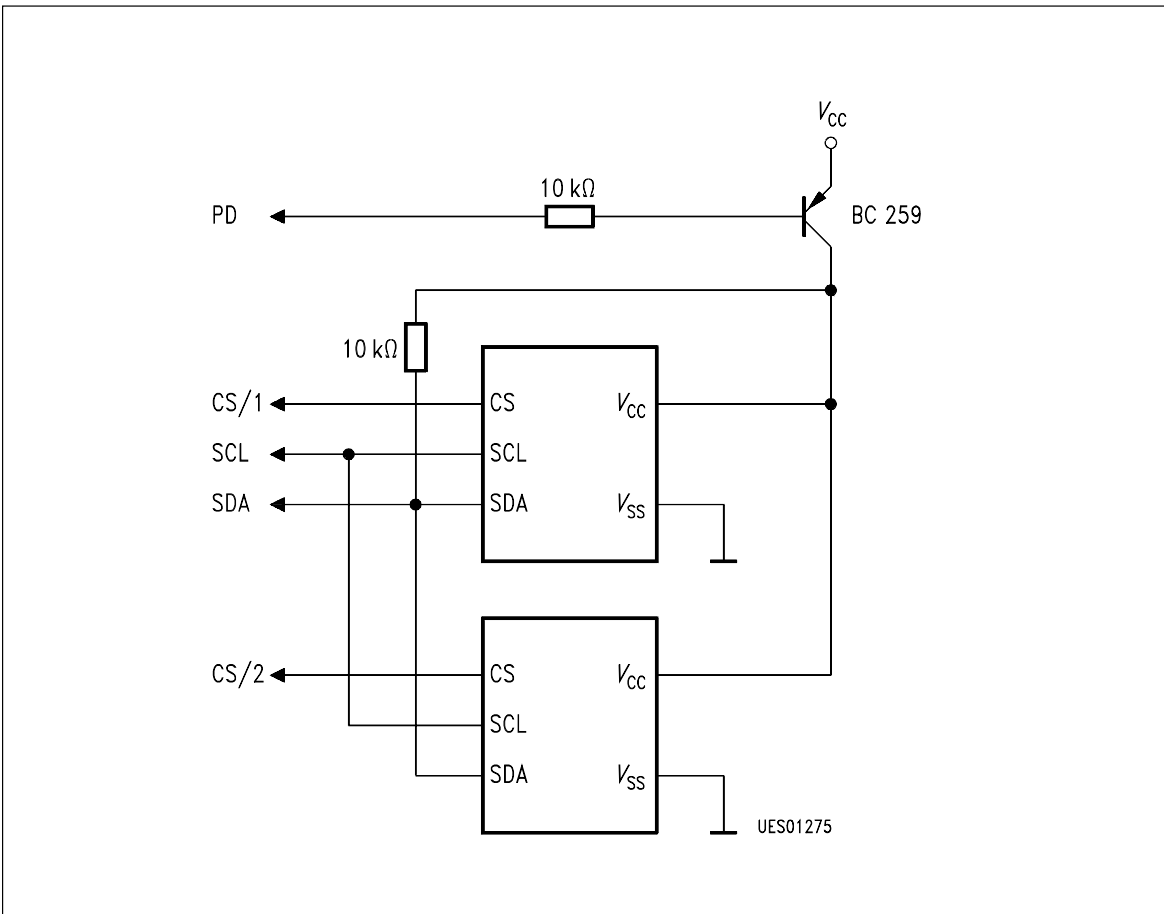 VCC
10 kΩ
PD
BC 259
10 kΩ
CS/1
CS
VCC
SCL
SCL
SDA
SDA
VSS
CS/2
CS
VCC
SCL
SDA
VSS
UES01275